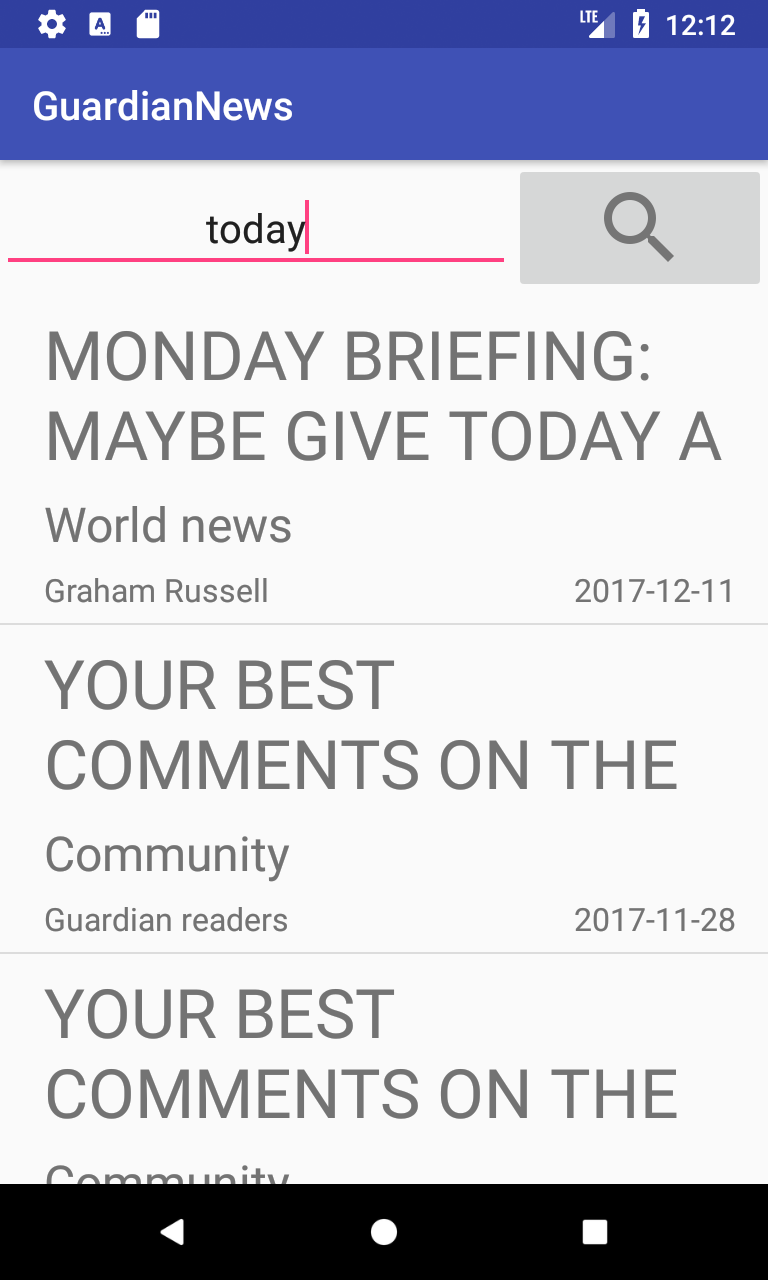 LTE 12:12
GuardianNews
today
MONDAY BRIEFING:
MAYBE GIVE TODAY A
World news
Graham Russell 2017-12-11
YOUR BEST
COMMENTS ON THE
Community
Guardian readers 2017-11-28
YOUR BEST
COMMENTS ON THE
Community